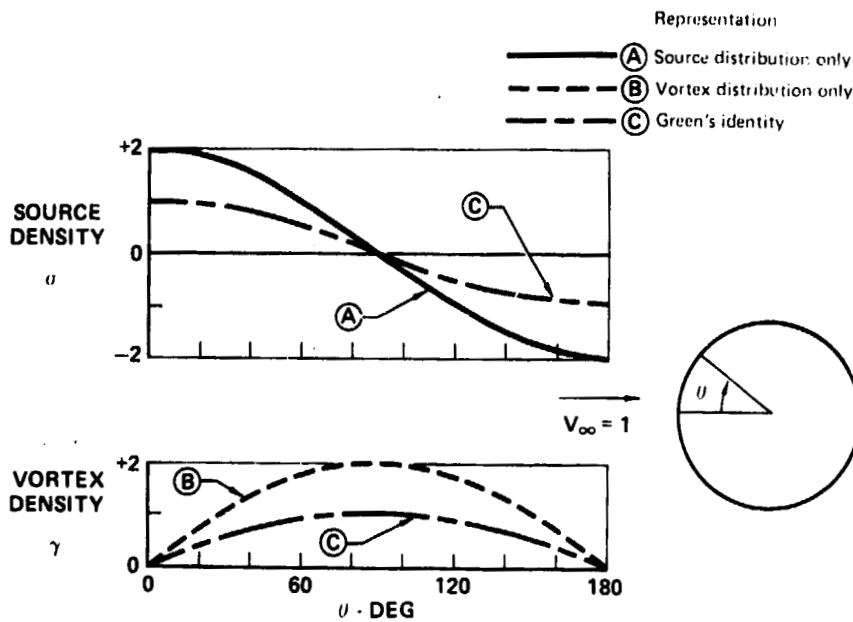 Representation
Ⓐ Source distribution only
Ⓑ Vortex distribution only
Ⓒ Green's identity
+2
SOURCE
DENSITY
σ
0
-2
Ⓒ
Ⓐ
θ
V∞ = 1
VORTEX
DENSITY
γ
+2
0
Ⓑ
Ⓒ
0 60 120 180
θ - DEG